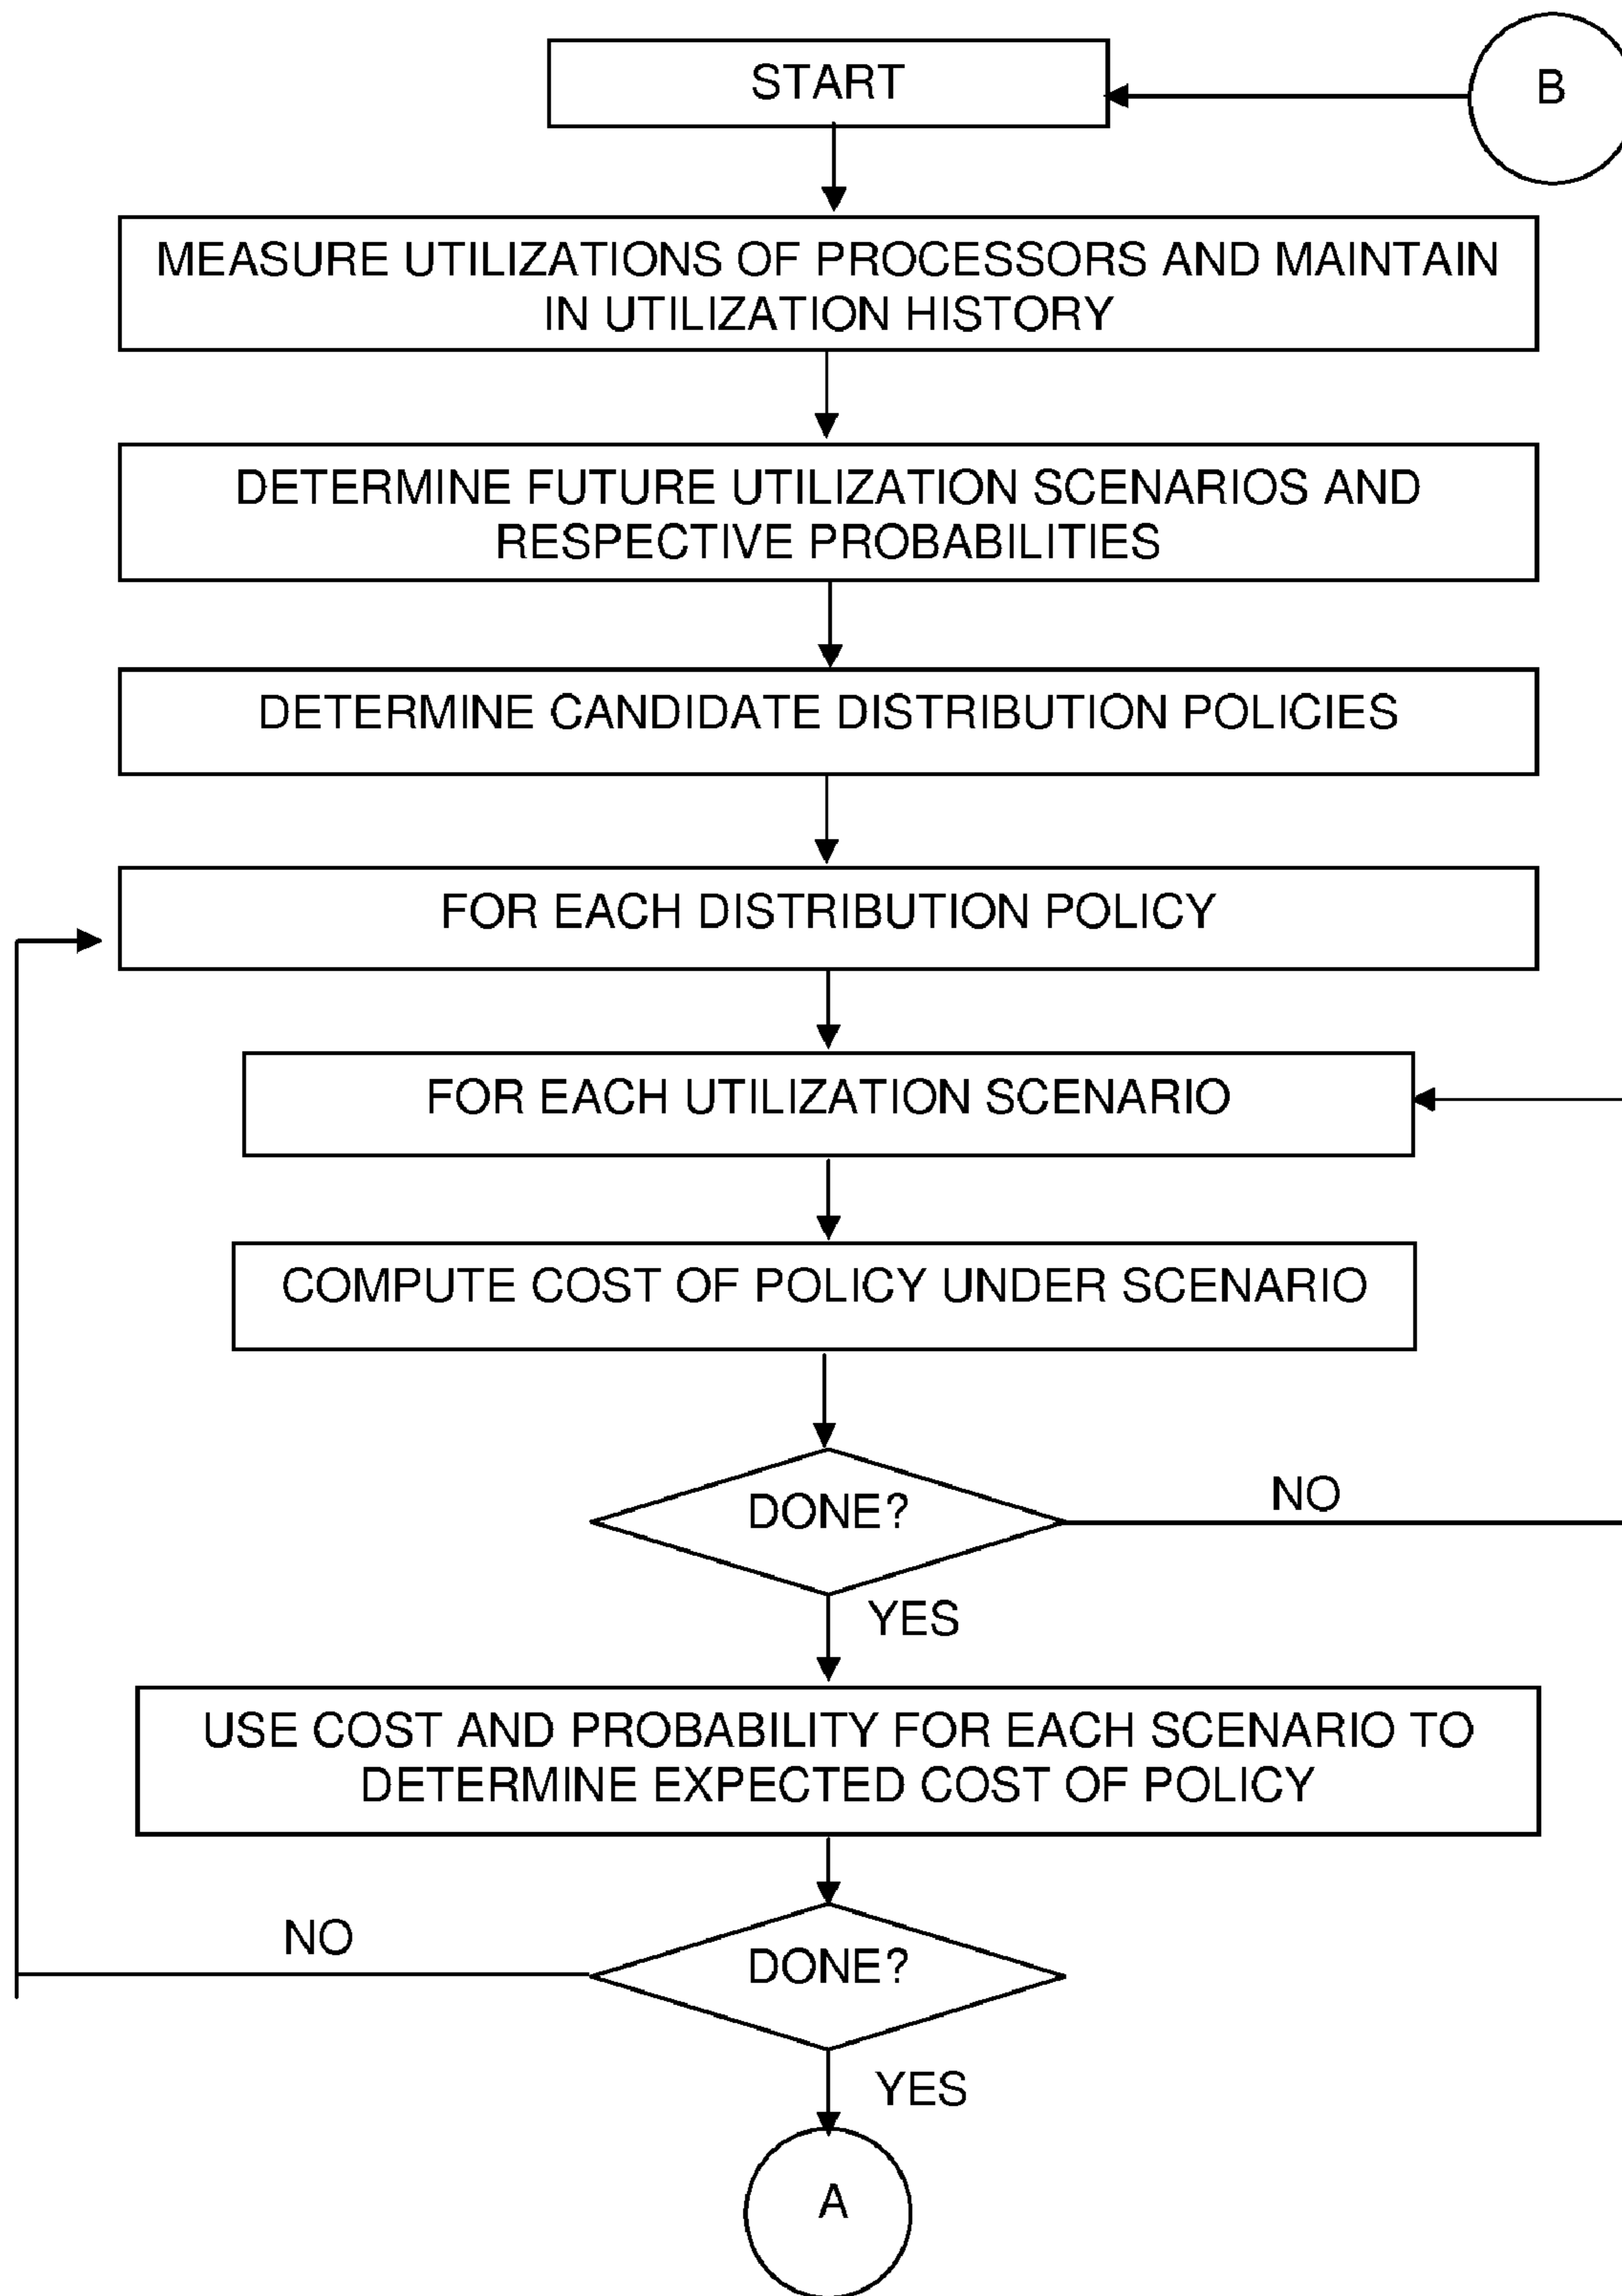 START
B
MEASURE UTILIZATIONS OF PROCESSORS AND MAINTAIN
IN UTILIZATION HISTORY
DETERMINE FUTURE UTILIZATION SCENARIOS AND
RESPECTIVE PROBABILITIES
DETERMINE CANDIDATE DISTRIBUTION POLICIES
FOR EACH DISTRIBUTION POLICY
FOR EACH UTILIZATION SCENARIO
COMPUTE COST OF POLICY UNDER SCENARIO
DONE?
NO
YES
USE COST AND PROBABILITY FOR EACH SCENARIO TO
DETERMINE EXPECTED COST OF POLICY
NO
DONE?
YES
A